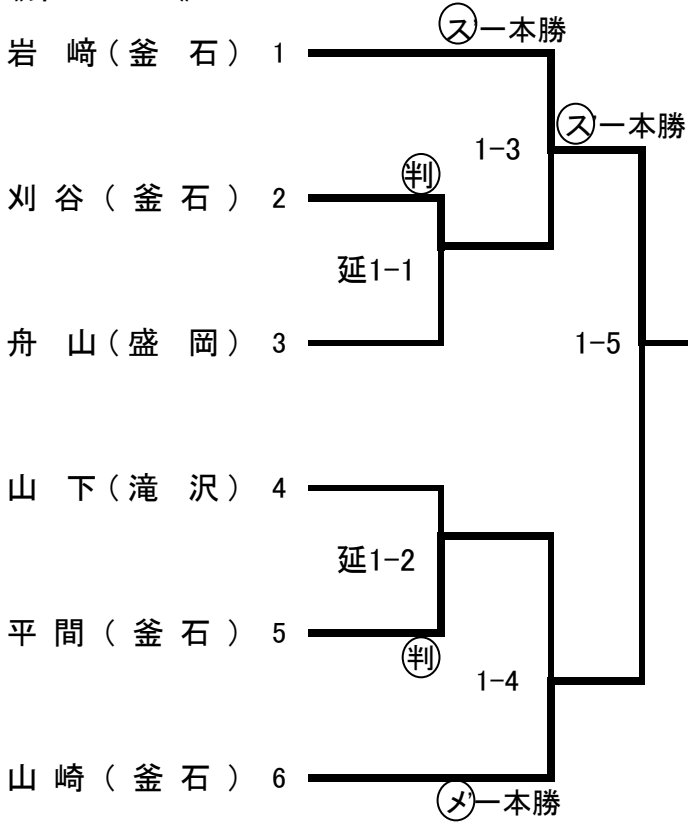 ス一本勝
岩 﨑(釜 石) 1
ス一本勝
1-3
判
刈谷(釜石) 2
延1-1
舟 山(盛 岡) 3
1-5
山 下(滝 沢) 4
延1-2
平間(釜石) 5
判
1-4
山崎(釜石) 6
メ一本勝